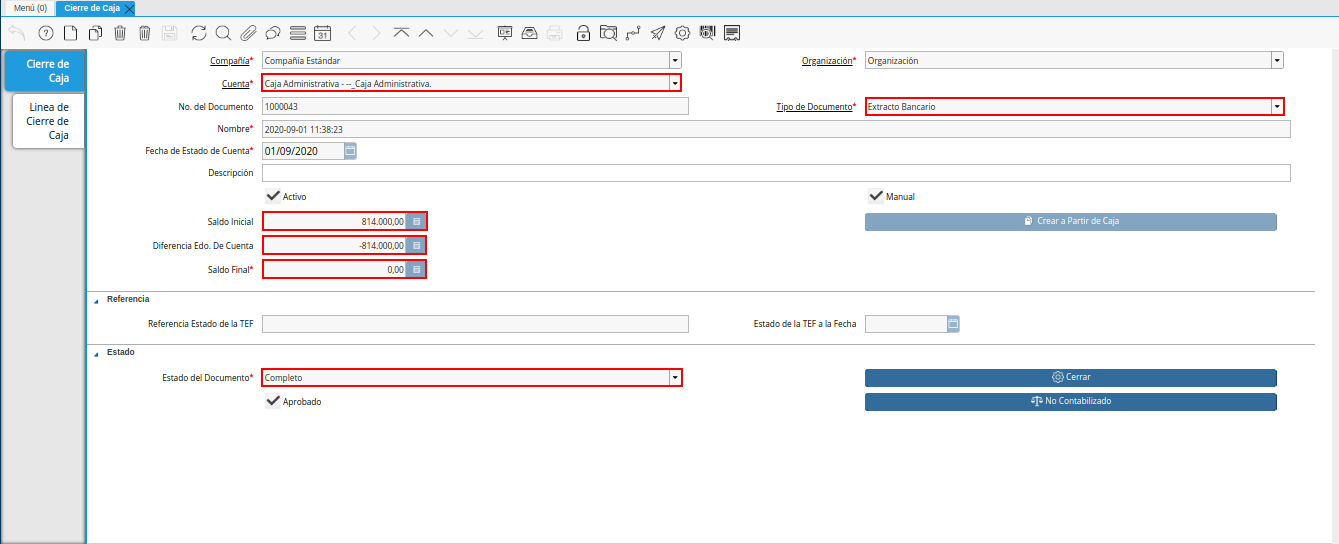 Menú (0) Cierre de Caja
31
Cierre de
Caja
Linea de
Cierre de
Caja
Compañía* Compañía Estándar Organización* Organización
Cuenta* Caja Administrativa - --_Caja Administrativa.
No. del Documento 1000043 Tipo de Documento* Extracto Bancario
Nombre* 2020-09-01 11:38:23
Fecha de Estado de Cuenta* 01/09/2020
Descripción
Activo Manual
Saldo Inicial 814.000,00 Crear a Partir de Caja
Diferencia Edo. De Cuenta -814.000,00
Saldo Final* 0,00
Referencia
Referencia Estado de la TEF Estado de la TEF a la Fecha
Estado
Estado del Documento* Completo Cerrar
Aprobado No Contabilizado